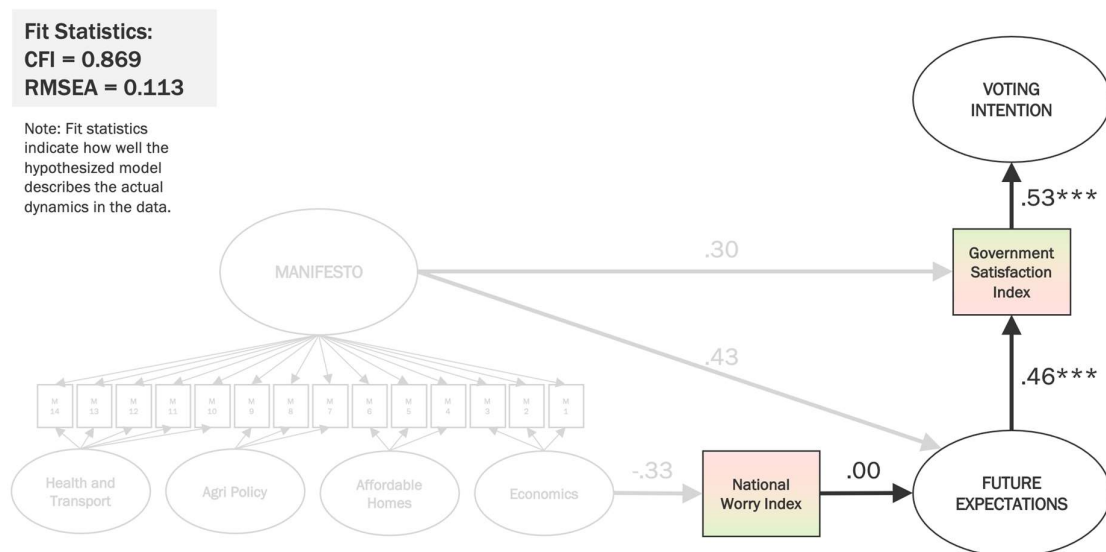 Fit Statistics:
CFI = 0.869
RMSEA = 0.113
Note: Fit statistics
indicate how well the
hypothesized model
describes the actual
dynamics in the data.
VOTING
INTENTION
.53***
Government
Satisfaction
Index
.30
MANIFESTO
.43
.46***
M
14
M
13
M
12
M
11
M
10
M
9
M
8
M
7
M
6
M
5
M
4
M
3
M
2
M
1
Health and
Transport
Agri Policy
Affordable
Homes
Economics
-.33
National
Worry Index
.00
FUTURE
EXPECTATIONS